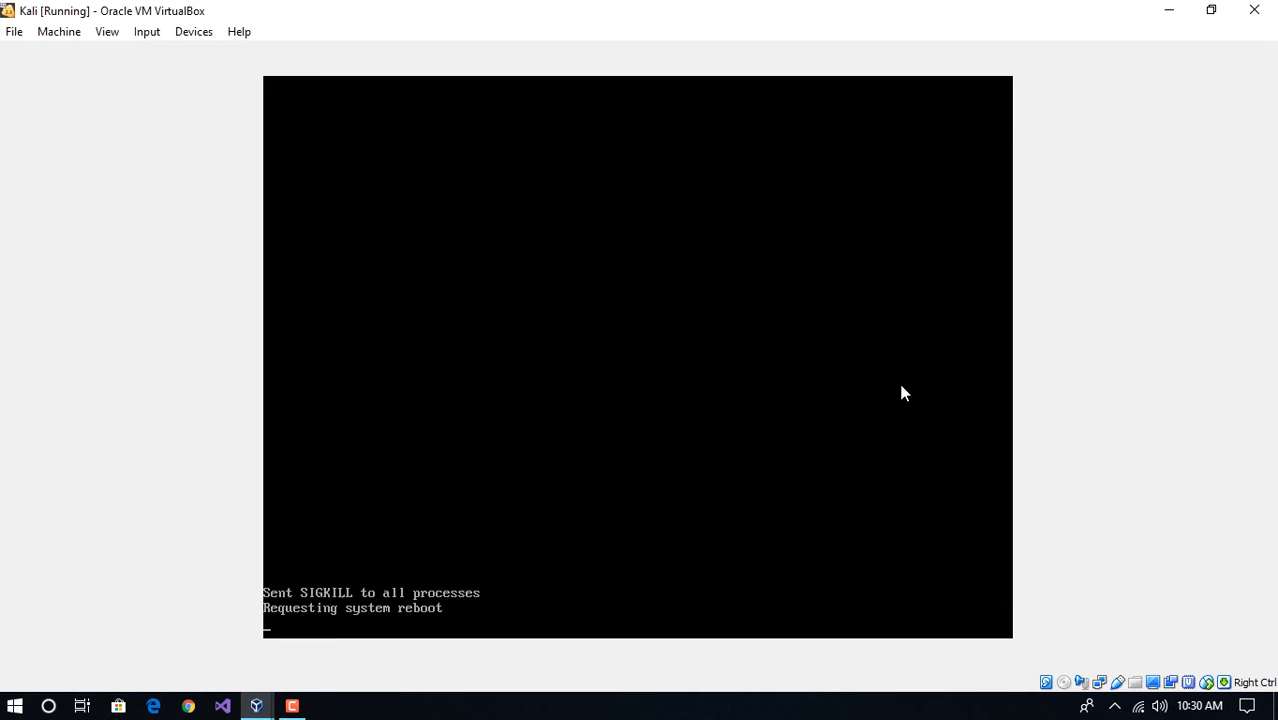 Kali [Running] - Oracle VM VirtualBox
File Machine View Input Devices Help
Sent SIGKILL to all processes
Requesting system reboot
_
Right Ctrl
10:30 AM